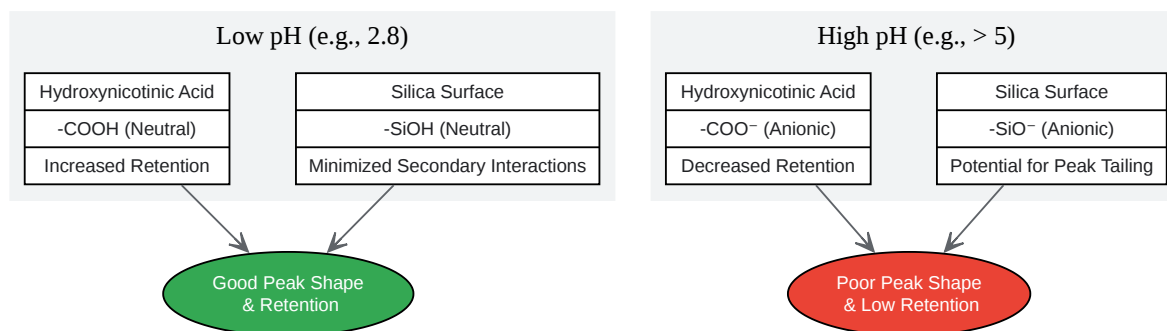 Low pH (e.g., 2.8)
Hydroxynicotinic Acid
-COOH (Neutral)
Increased Retention
Silica Surface
-SiOH (Neutral)
Minimized Secondary Interactions
Good Peak Shape
& Retention
High pH (e.g., > 5)
Hydroxynicotinic Acid
-COO⁻ (Anionic)
Decreased Retention
Silica Surface
-SiO⁻ (Anionic)
Potential for Peak Tailing
Poor Peak Shape
& Low Retention